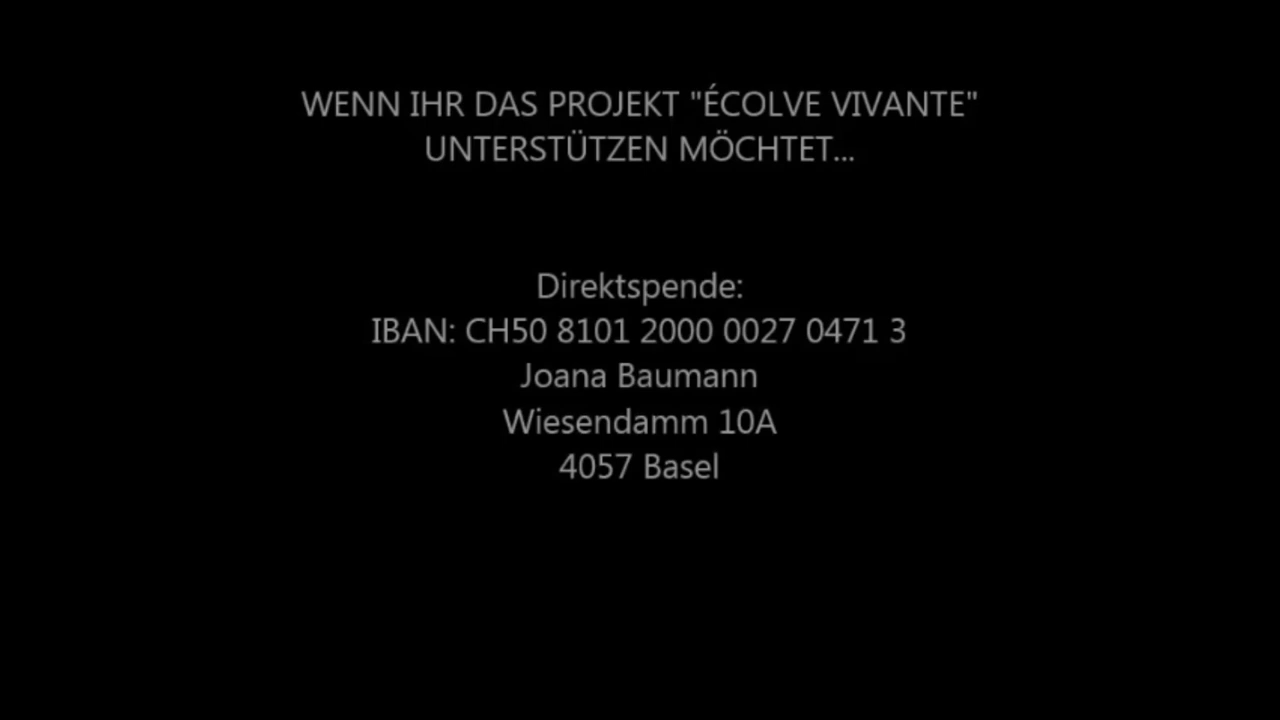 WENN IHR DAS PROJEKT "ÉCOLVE VIVANTE"
UNTERSTÜTZEN MÖCHTET...
Direktspende:
IBAN: CH50 8101 2000 0027 0471 3
Joana Baumann
Wiesendamm 10A
4057 Basel